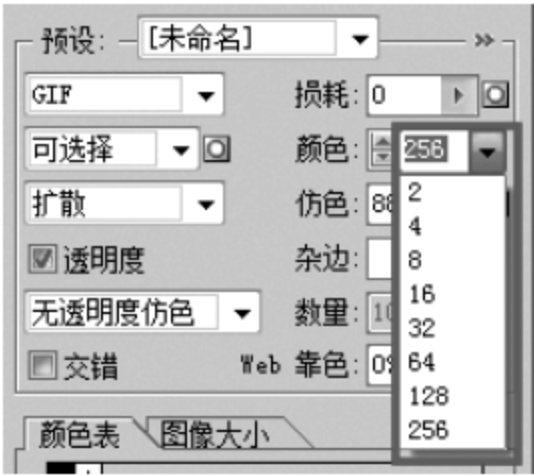 预设: [未命名]
GIF 损耗: 0
可选择 颜色: 256
扩散 仿色: 88
2
4
透明度 杂边:
8
16
无透明度仿色 数量: 10
32
交错 Web 靠色: 0%
64
128
颜色表 图像大小
256